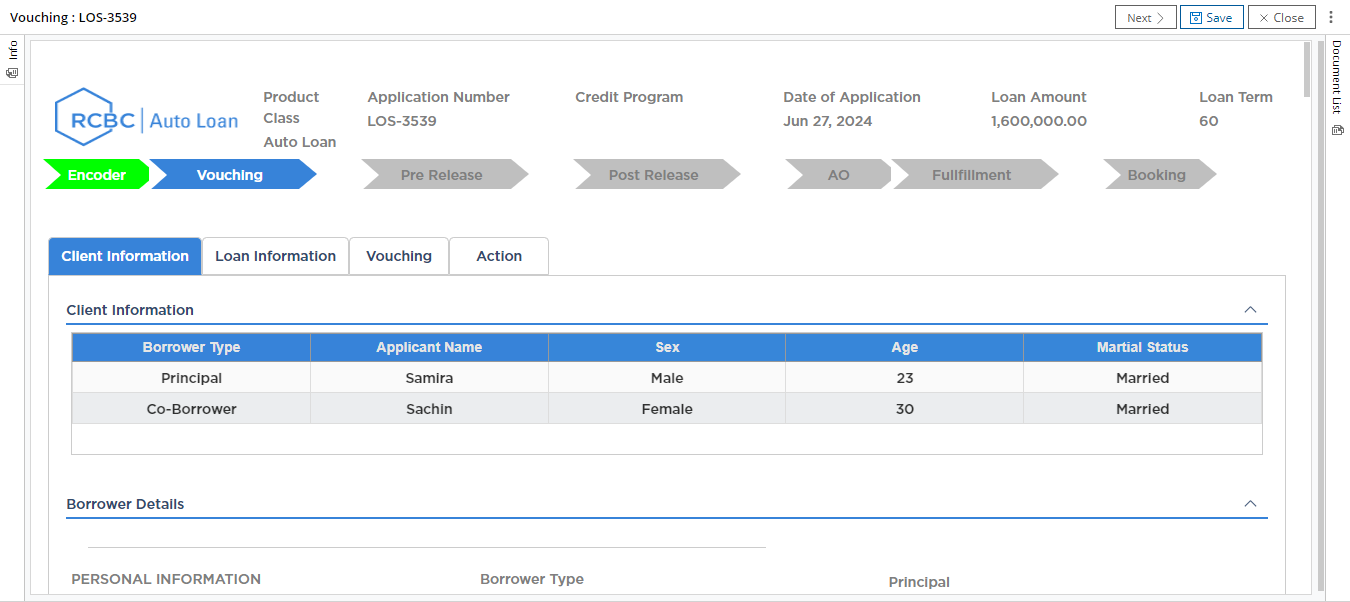 Vouching : LOS-3539
Next
Save
Close
Info
Document List
RCBC Auto Loan
Product Class
Auto Loan
Application Number
LOS-3539
Credit Program
Date of Application
Jun 27, 2024
Loan Amount
1,600,000.00
Loan Term
60
Encoder Vouching Pre Release Post Release AO Fullfillment Booking
Client Information Loan Information Vouching Action
Client Information
Borrower Type Applicant Name Sex Age Martial Status
Principal Samira Male 23 Married
Co-Borrower Sachin Female 30 Married
Borrower Details
PERSONAL INFORMATION Borrower Type Principal